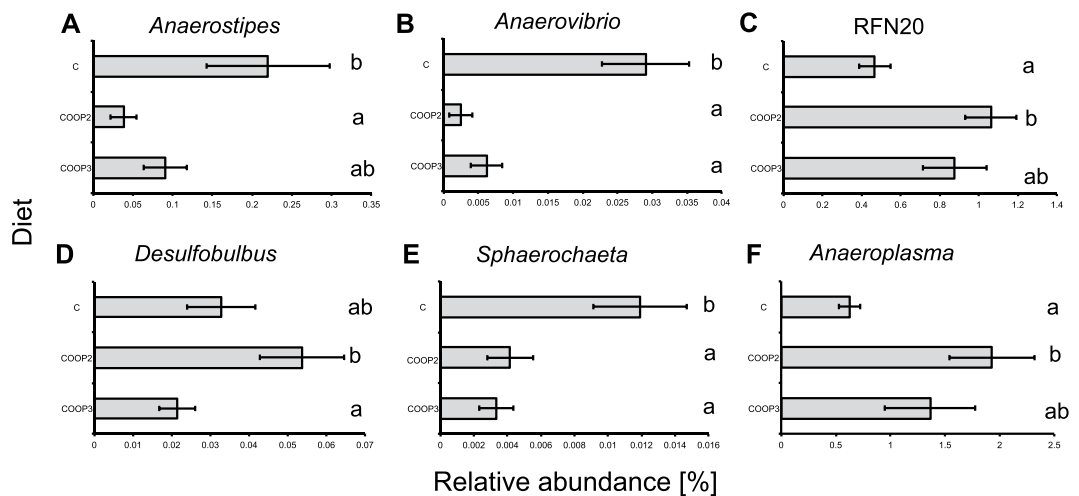 A Anaerostipes
C b
COOP2 a
COOP3 ab
0 0.05 0.1 0.15 0.2 0.25 0.3 0.35
B Anaerovibrio
C b
COOP2 a
COOP3 a
0 0.005 0.01 0.015 0.02 0.025 0.03 0.035 0.04
C RFN20
C a
COOP2 b
COOP3 ab
0 0.2 0.4 0.6 0.8 1 1.2 1.4
Diet
D Desulfobulbus
C ab
COOP2 b
COOP3 a
0 0.01 0.02 0.03 0.04 0.05 0.06 0.07
E Sphaerochaeta
C b
COOP2 a
COOP3 a
0 0.002 0.004 0.006 0.008 0.01 0.012 0.014 0.016
F Anaeroplasma
C a
COOP2 b
COOP3 ab
0 0.5 1 1.5 2 2.5
Relative abundance [%]